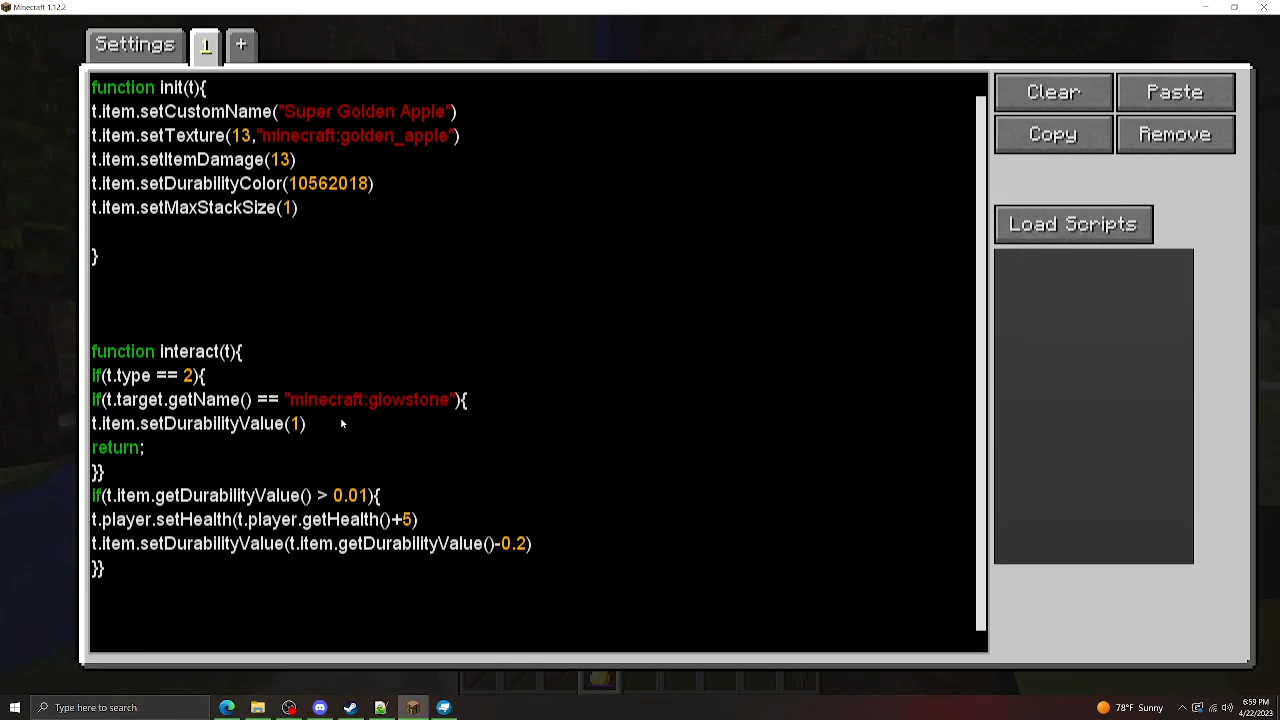 Minecraft 1.12.2
Settings
1
+
function init(t){
t.item.setCustomName("Super Golden Apple")
t.item.setTexture(13,"minecraft:golden_apple")
t.item.setItemDamage(13)
t.item.setDurabilityColor(10562018)
t.item.setMaxStackSize(1)
}
function interact(t){
if(t.type == 2){
if(t.target.getName() == "minecraft:glowstone"){
t.item.setDurabilityValue(1)
return;
}}
if(t.item.getDurabilityValue() > 0.01){
t.player.setHealth(t.player.getHealth()+5)
t.item.setDurabilityValue(t.item.getDurabilityValue()-0.2)
}}
Clear
Paste
Copy
Remove
Load Scripts
Type here to search
78°F Sunny
6:59 PM
4/22/2023